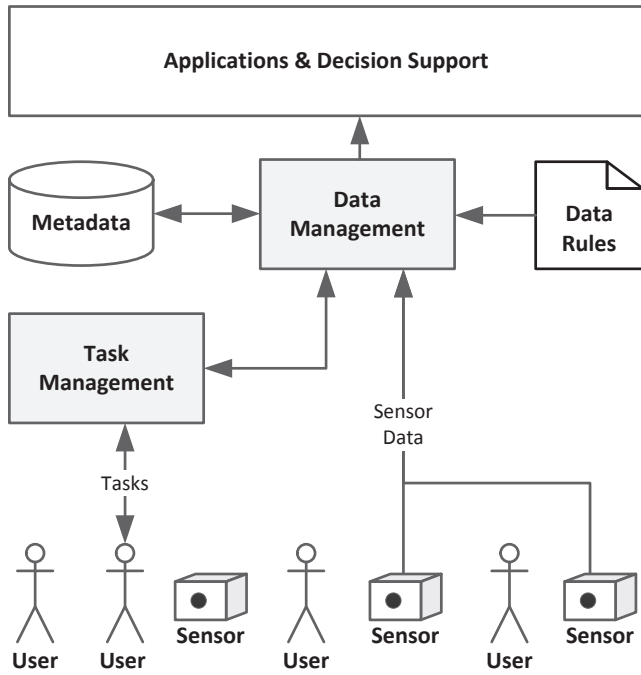 Applications & Decision Support
Metadata
Data
Management
Data
Rules
Task
Management
Sensor
Data
Tasks
User
User
Sensor
User
Sensor
User
Sensor